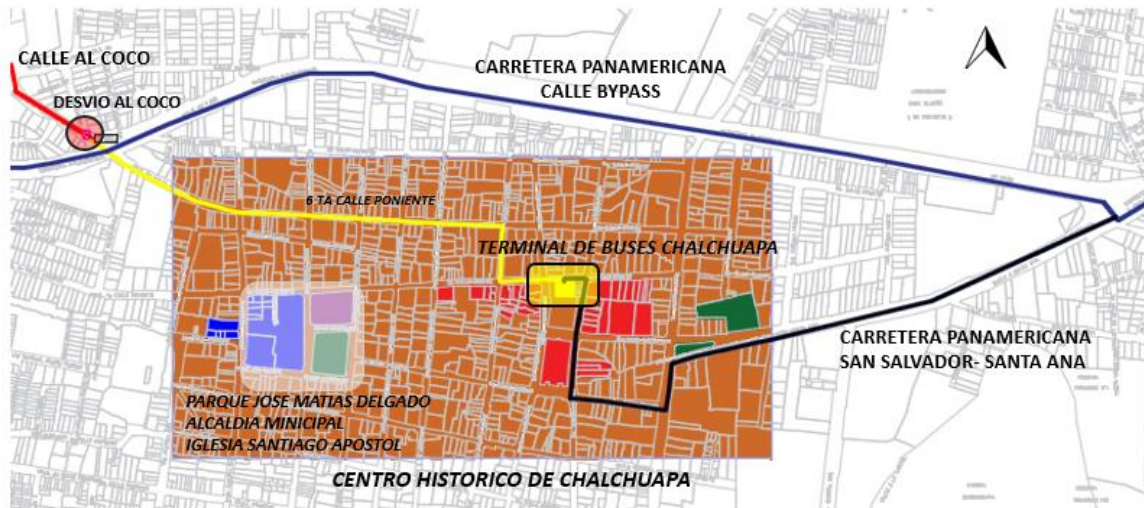 CALLE AL COCO
DESVIO AL COCO
CARRETERA PANAMERICANA
CALLE BYPASS
6 TA CALLE PONIENTE
TERMINAL DE BUSES CHALCHUAPA
CARRETERA PANAMERICANA
SAN SALVADOR- SANTA ANA
PARQUE JOSE MATIAS DELGADO
ALCALDIA MINICIPAL
IGLESIA SANTIAGO APOSTOL
CENTRO HISTORICO DE CHALCHUAPA